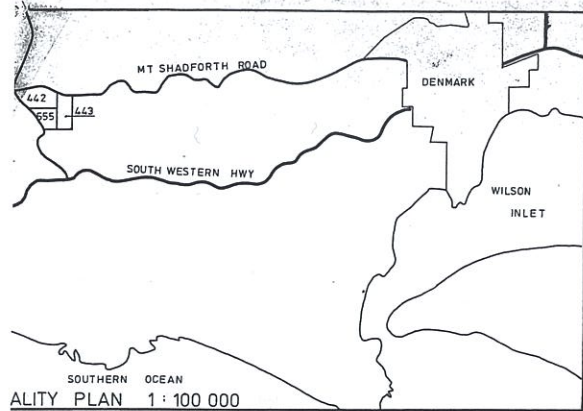 MT SHADFORTH ROAD
DENMARK
442
443
555
SOUTH WESTERN HWY
WILSON
INLET
SOUTHERN OCEAN
ALITY PLAN 1:100 000